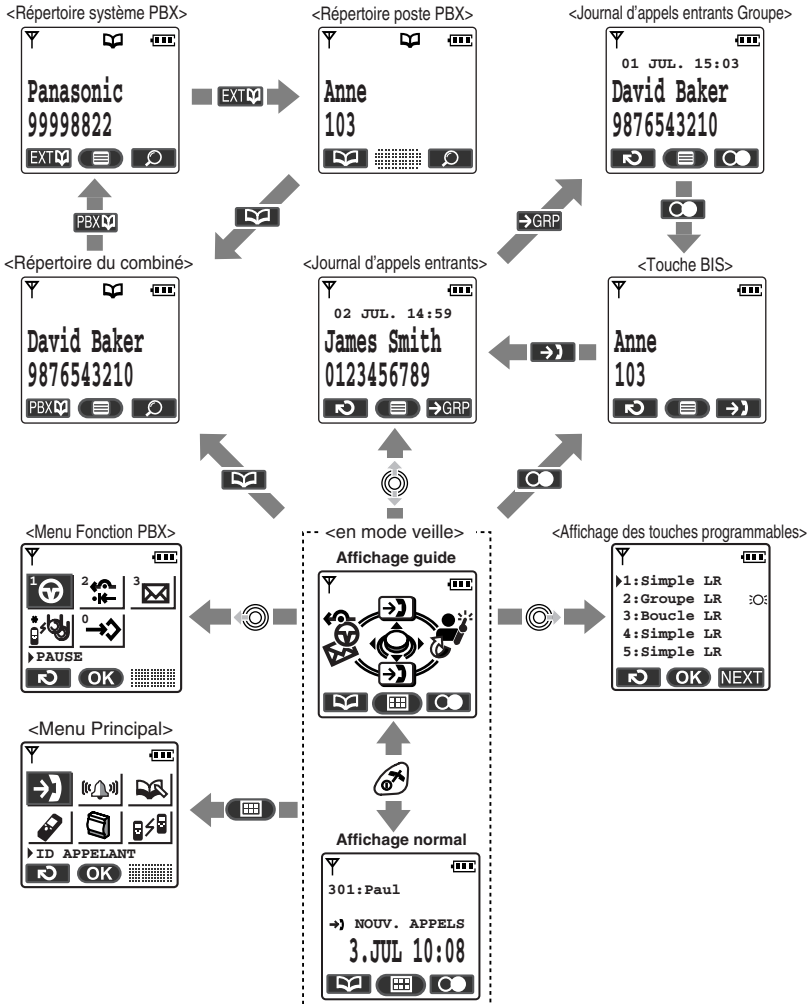 <Répertoire système PBX>
Panasonic
99998822
EXT
EXT
<Répertoire poste PBX>
Anne
103
<Journal d'appels entrants Groupe>
01 JUL. 15:03
David Baker
9876543210
PBX
→GRP
<Répertoire du combiné>
David Baker
9876543210
PBX
<Journal d'appels entrants>
02 JUL. 14:59
James Smith
0123456789
→GRP
<Touche BIS>
Anne
103
<Menu Fonction PBX>
1
2
3
*
0
PAUSE
OK
<en mode veille>
Affichage guide
<Affichage des touches programmables>
1:Simple LR
2:Groupe LR
3:Boucle LR
4:Simple LR
5:Simple LR
OK NEXT
<Menu Principal>
ID APPELANT
OK
Affichage normal
301:Paul
NOUV. APPELS
3.JUL 10:08